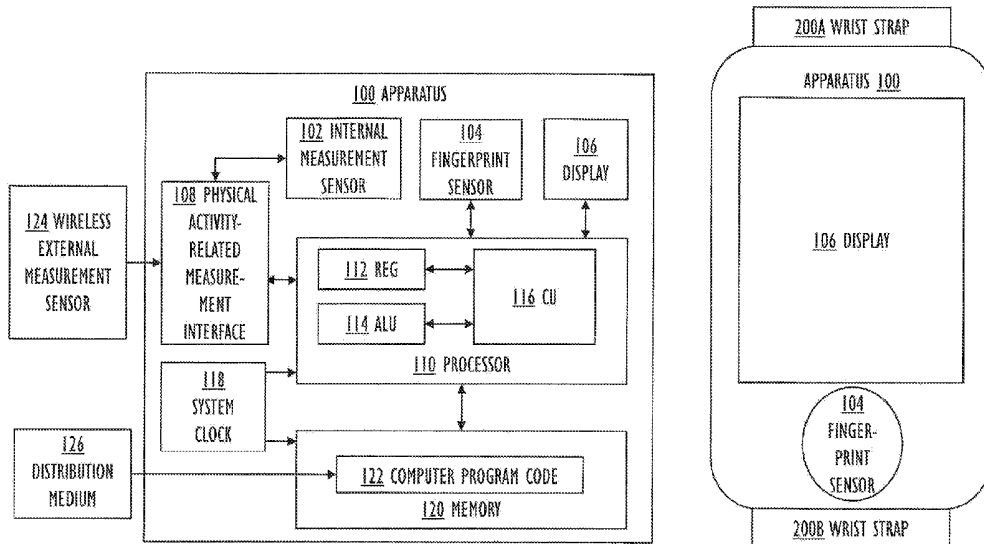 100 APPARATUS
102 INTERNAL
MEASUREMENT
SENSOR
104
FINGERPRINT
SENSOR
106
DISPLAY
108 PHYSICAL
ACTIVITY-
RELATED
MEASURE-
MENT
INTERFACE
124 WIRELESS
EXTERNAL
MEASUREMENT
SENSOR
112 REG
114 ALU
116 CU
110 PROCESSOR
118
SYSTEM
CLOCK
126
DISTRIBUTION
MEDIUM
122 COMPUTER PROGRAM CODE
120 MEMORY
200A WRIST STRAP
APPARATUS 100
106 DISPLAY
104
FINGER-
PRINT
SENSOR
200B WRIST STRAP